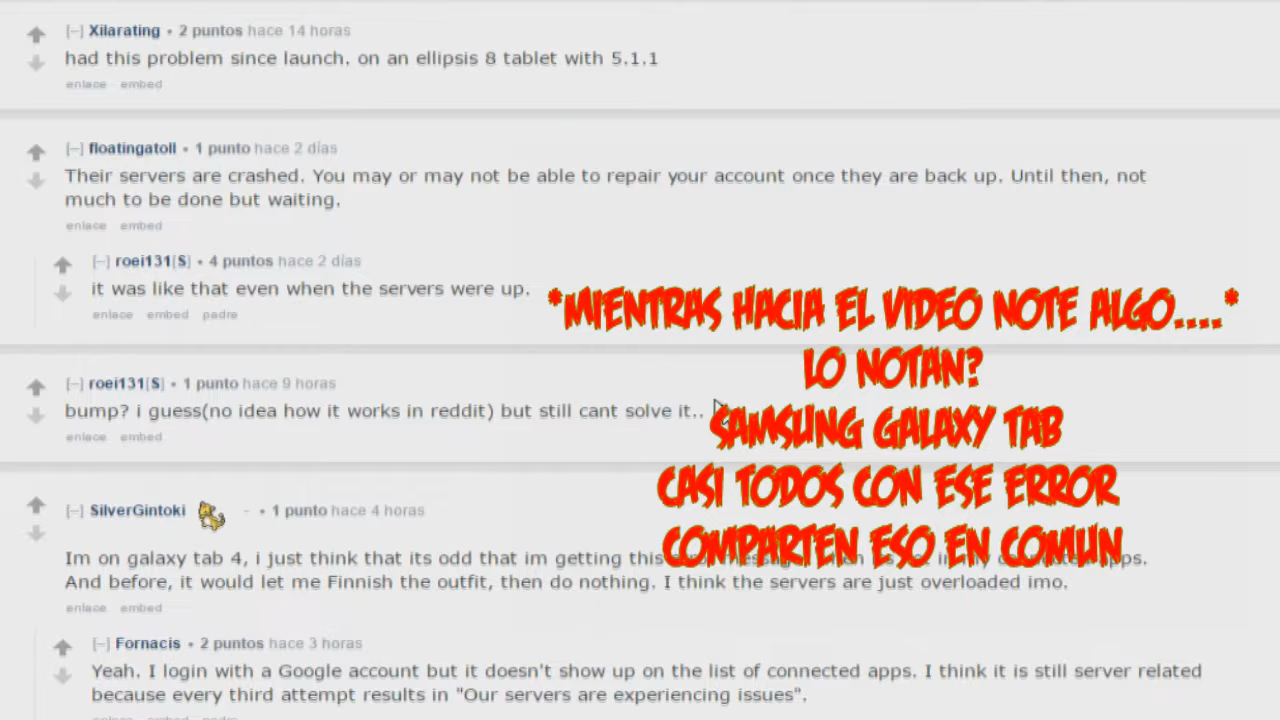 [–] Xilarating • 2 puntos hace 14 horas
had this problem since launch. on an ellipsis 8 tablet with 5.1.1
enlace embed
[–] floatingatoll • 1 punto hace 2 días
Their servers are crashed. You may or may not be able to repair your account once they are back up. Until then, not
much to be done but waiting.
enlace embed
[–] roei131[S] • 4 puntos hace 2 días
it was like that even when the servers were up.
enlace embed padre
*MIENTRAS HACIA EL VIDEO NOTE ALGO....*
LO NOTAN?
SAMSUNG GALAXY TAB
CASI TODOS CON ESE ERROR
COMPARTEN ESO EN COMUN
[–] roei131[S] • 1 punto hace 9 horas
bump? i guess(no idea how it works in reddit) but still cant solve it..
enlace embed
[–] SilverGintoki - • 1 punto hace 4 horas
Im on galaxy tab 4, i just think that its odd that im getting this apps.
And before, it would let me Finnish the outfit, then do nothing. I think the servers are just overloaded imo.
enlace embed
[–] Fornacis • 2 puntos hace 3 horas
Yeah. I login with a Google account but it doesn't show up on the list of connected apps. I think it is still server related
because every third attempt results in "Our servers are experiencing issues".
enlace embed padre